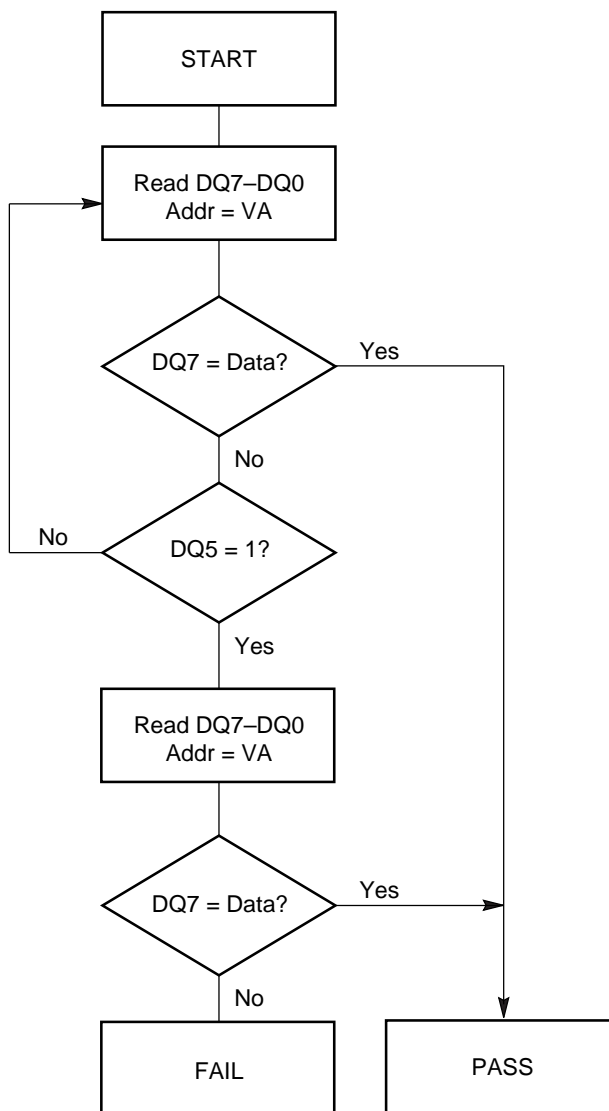 START
Read DQ7–DQ0
Addr = VA
DQ7 = Data?
Yes
No
No
DQ5 = 1?
Yes
Read DQ7–DQ0
Addr = VA
DQ7 = Data?
Yes
No
FAIL
PASS